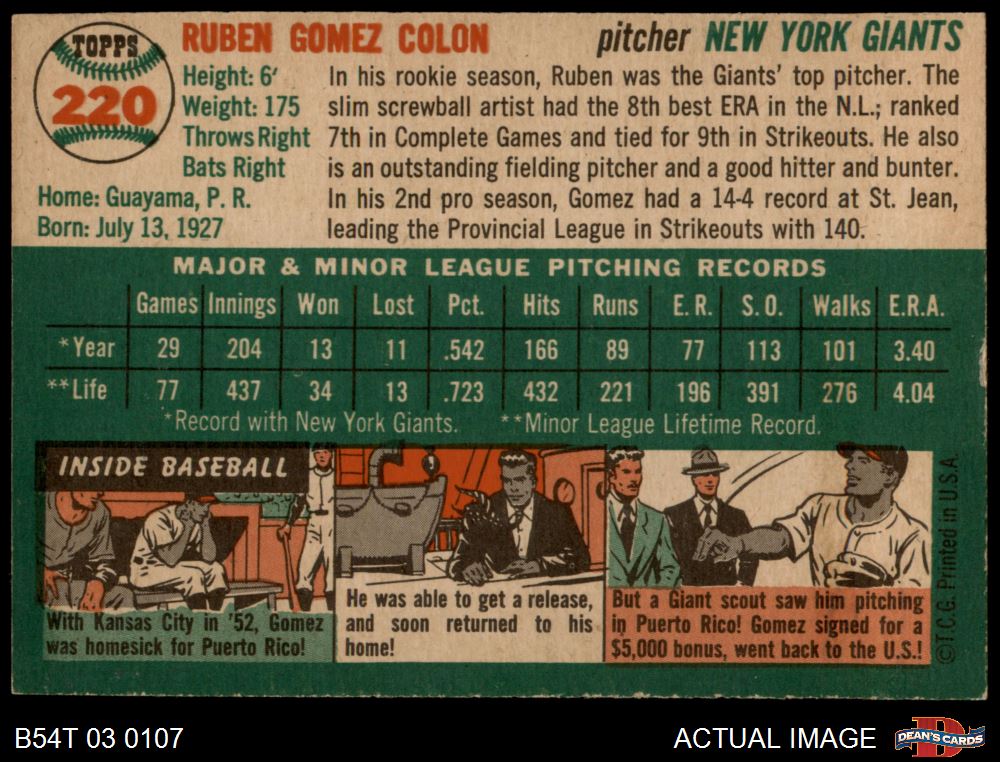 TOPPS
220
RUBEN GOMEZ COLON
pitcher NEW YORK GIANTS
Height: 6'
Weight: 175
Throws Right
Bats Right
Home: Guayama, P. R.
Born: July 13, 1927
In his rookie season, Ruben was the Giants' top pitcher. The
slim screwball artist had the 8th best ERA in the N.L.; ranked
7th in Complete Games and tied for 9th in Strikeouts. He also
is an outstanding fielding pitcher and a good hitter and bunter.
In his 2nd pro season, Gomez had a 14-4 record at St. Jean,
leading the Provincial League in Strikeouts with 140.
MAJOR & MINOR LEAGUE PITCHING RECORDS
Games Innings Won Lost Pct. Hits Runs E. R. S. O. Walks E.R.A.
*Year 29 204 13 11 .542 166 89 77 113 101 3.40
**Life 77 437 34 13 .723 432 221 196 391 276 4.04
*Record with New York Giants. **Minor League Lifetime Record.
INSIDE BASEBALL
With Kansas City in '52, Gomez
was homesick for Puerto Rico!
He was able to get a release,
and soon returned to his
home!
But a Giant scout saw him pitching
in Puerto Rico! Gomez signed for a
$5,000 bonus, went back to the U.S.!
©T.C.G. Printed in U.S.A.
B54T 03 0107
ACTUAL IMAGE
DEAN'S CARDS